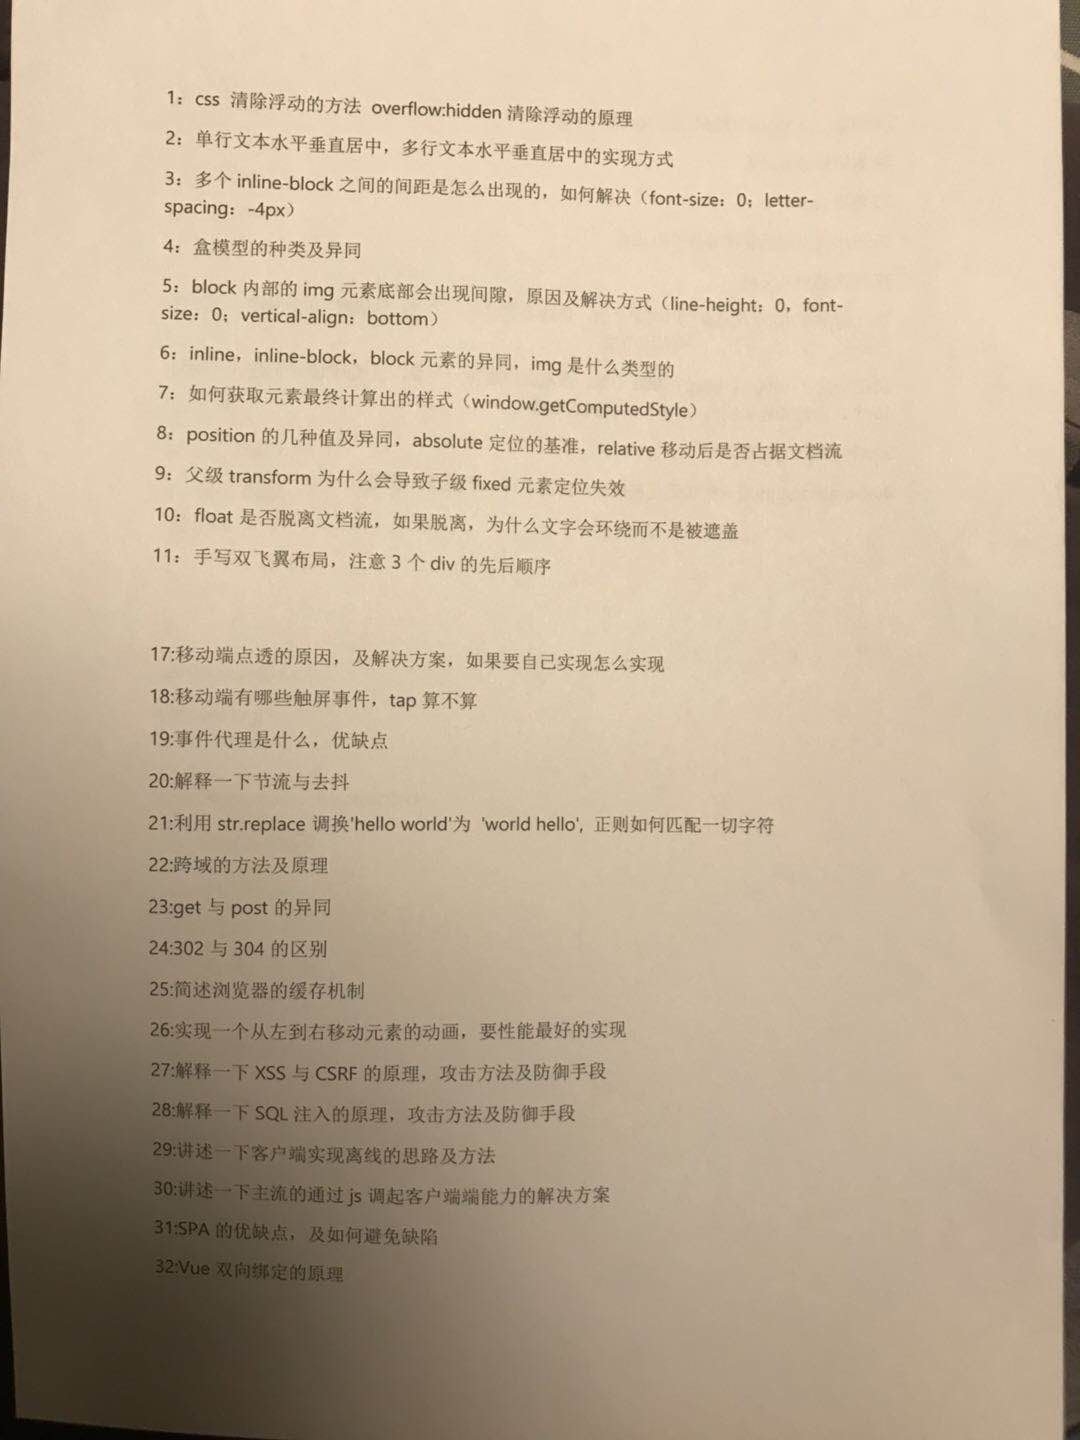 1：css 清除浮动的方法 overflow:hidden 清除浮动的原理
2：单行文本水平垂直居中，多行文本水平垂直居中的实现方式
3：多个 inline-block 之间的间距是怎么出现的，如何解决（font-size：0；letter-
spacing：-4px）
4：盒模型的种类及异同
5：block 内部的 img 元素底部会出现间隙，原因及解决方式（line-height：0，font-
size：0；vertical-align：bottom）
6：inline，inline-block，block 元素的异同，img 是什么类型的
7：如何获取元素最终计算出的样式（window.getComputedStyle）
8：position 的几种值及异同，absolute 定位的基准，relative 移动后是否占据文档流
9：父级 transform 为什么会导致子级 fixed 元素定位失效
10：float 是否脱离文档流，如果脱离，为什么文字会环绕而不是被遮盖
11：手写双飞翼布局，注意 3 个 div 的先后顺序
17:移动端点透的原因，及解决方案，如果要自己实现怎么实现
18:移动端有哪些触屏事件，tap 算不算
19:事件代理是什么，优缺点
20:解释一下节流与去抖
21:利用 str.replace 调换'hello world'为 'world hello', 正则如何匹配一切字符
22:跨域的方法及原理
23:get 与 post 的异同
24:302 与 304 的区别
25:简述浏览器的缓存机制
26:实现一个从左到右移动元素的动画，要性能最好的实现
27:解释一下 XSS 与 CSRF 的原理，攻击方法及防御手段
28:解释一下 SQL 注入的原理，攻击方法及防御手段
29:讲述一下客户端实现离线的思路及方法
30:讲述一下主流的通过 js 调起客户端端能力的解决方案
31:SPA 的优缺点，及如何避免缺陷
32:Vue 双向绑定的原理